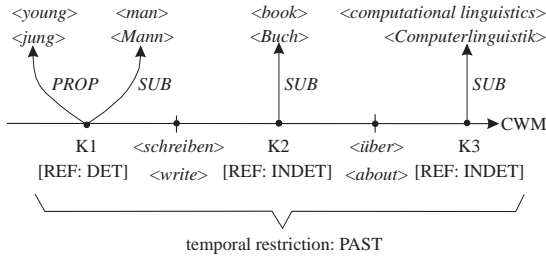 <young> <man> <book> <computational linguistics>
<jung> <Mann> <Buch> <Computerlinguistik>
PROP SUB SUB SUB
CWM
K1 <schreiben> K2 <über> K3
[REF: DET] <write> [REF: INDET] <about> [REF: INDET]
temporal restriction: PAST